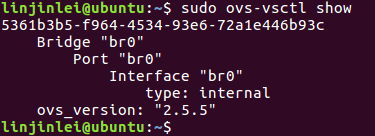 linjinlei@ubuntu:~$ sudo ovs-vsctl show
5361b3b5-f964-4534-93e6-72a1e446b93c
    Bridge "br0"
        Port "br0"
            Interface "br0"
                type: internal
    ovs_version: "2.5.5"
linjinlei@ubuntu:~$